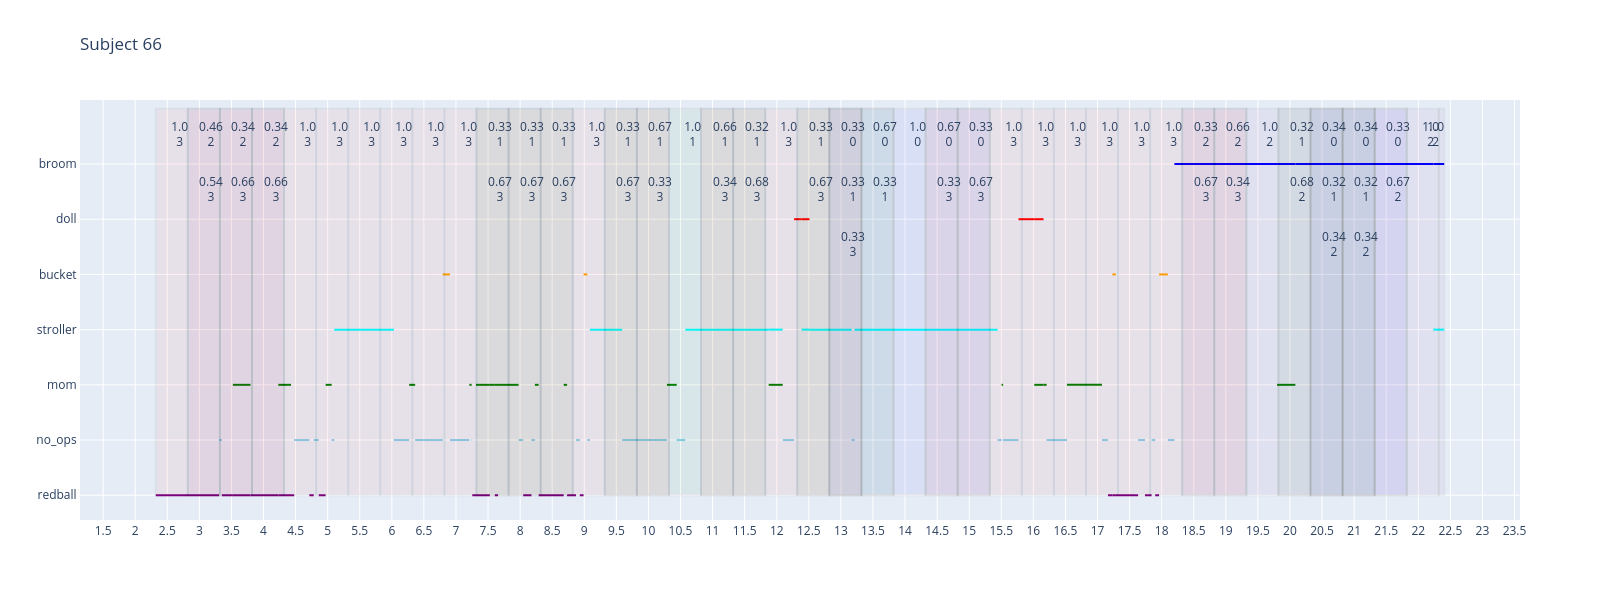 Subject 66
1.0 0.46 0.34 0.34 1.0 1.0 1.0 1.0 1.0 1.0 0.33 0.33 0.33 1.0 0.33 0.67 1.0 0.66 0.32 1.0 0.33 0.33 0.67 1.0 0.67 0.33 1.0 1.0 1.0 1.0 1.0 1.0 0.33 0.66 1.0 0.32 0.34 0.34 0.33
3 2 2 2 3 3 3 3 3 3 1 1 1 3 1 1 1 1 1 3 1 0 0 0 0 0 3 3 3 3 3 3 2 2 2 1 0 0 0
broom
0.54 0.66 0.66 0.67 0.67 0.67 0.67 0.33 0.34 0.68 0.67 0.33 0.33 0.33 0.67 0.67 0.34 0.68 0.32 0.32 0.67
3 3 3 3 3 3 3 3 3 3 3 1 1 3 3 3 3 2 1 1 2
doll
0.33 0.34 0.34
3 2 2
bucket
stroller
mom
no_ops
redball
1.5 2 2.5 3 3.5 4 4.5 5 5.5 6 6.5 7 7.5 8 8.5 9 9.5 10 10.5 11 11.5 12 12.5 13 13.5 14 14.5 15 15.5 16 16.5 17 17.5 18 18.5 19 19.5 20 20.5 21 21.5 22 22.5 23 23.5